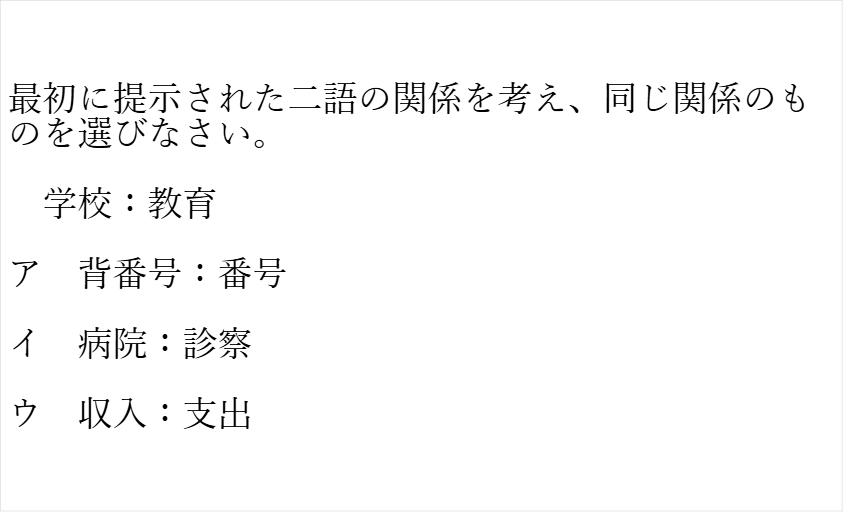 最初に提示された二語の関係を考え、同じ関係のも
のを選びなさい。
　学校：教育
ア　背番号：番号
イ　病院：診察
ウ　収入：支出